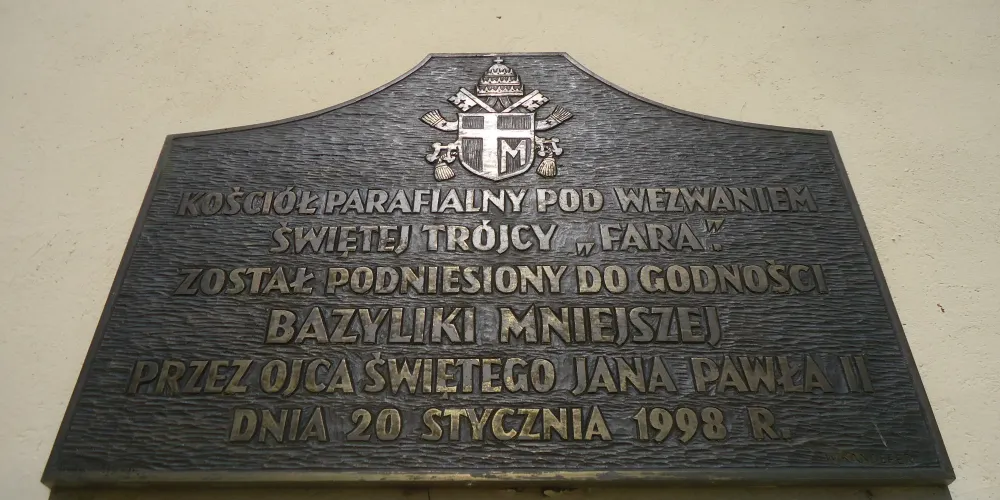 M
KOŚCIÓŁ PARAFIALNY POD WEZWANIEM
ŚWIĘTEJ TRÓJCY „FARA”
ZOSTAŁ PODNIESIONY DO GODNOŚCI
BAZYLIKI MNIEJSZEJ
PRZEZ OJCA ŚWIĘTEGO JANA PAWŁA II
DNIA 20 STYCZNIA 1998 R.